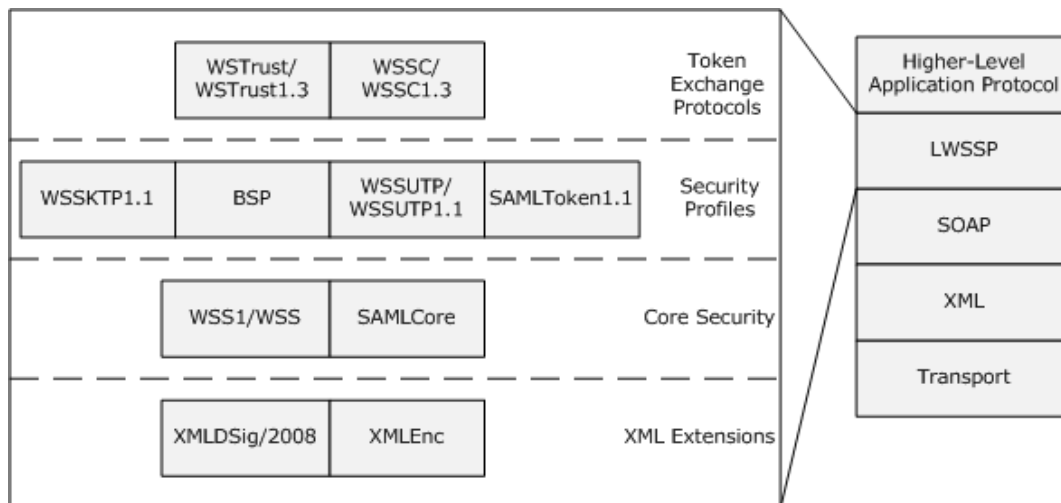 WSTrust/
WSTrust1.3
WSSC/
WSSC1.3
Token
Exchange
Protocols
WSSKTP1.1
BSP
WSSUTP/
WSSUTP1.1
SAMLToken1.1
Security
Profiles
WSS1/WSS
SAMLCore
Core Security
XMLDSig/2008
XMLEnc
XML Extensions
Higher-Level
Application Protocol
LWSSP
SOAP
XML
Transport